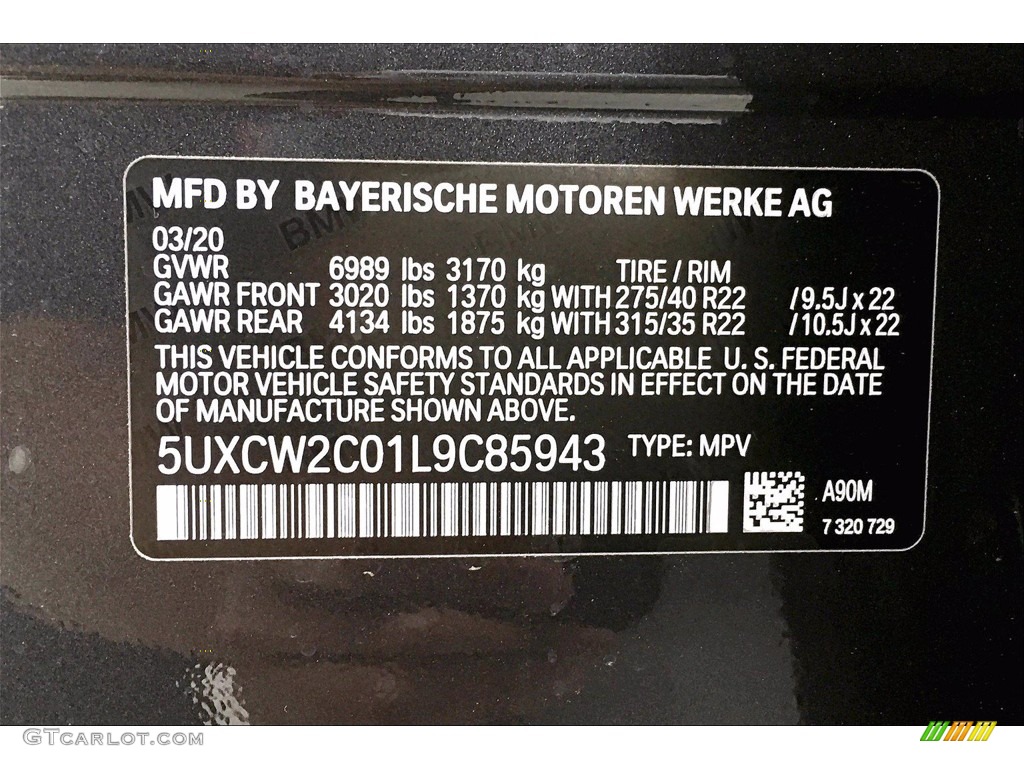 MFD BY BAYERISCHE MOTOREN WERKE AG
03/20
GVWR 6989 lbs 3170 kg TIRE / RIM
GAWR FRONT 3020 lbs 1370 kg WITH 275/40 R22 / 9.5J x 22
GAWR REAR 4134 lbs 1875 kg WITH 315/35 R22 / 10.5J x 22
THIS VEHICLE CONFORMS TO ALL APPLICABLE U. S. FEDERAL
MOTOR VEHICLE SAFETY STANDARDS IN EFFECT ON THE DATE
OF MANUFACTURE SHOWN ABOVE.
5UXCW2C01L9C85943 TYPE: MPV
A90M
7 320 729
GTCARLOT.COM